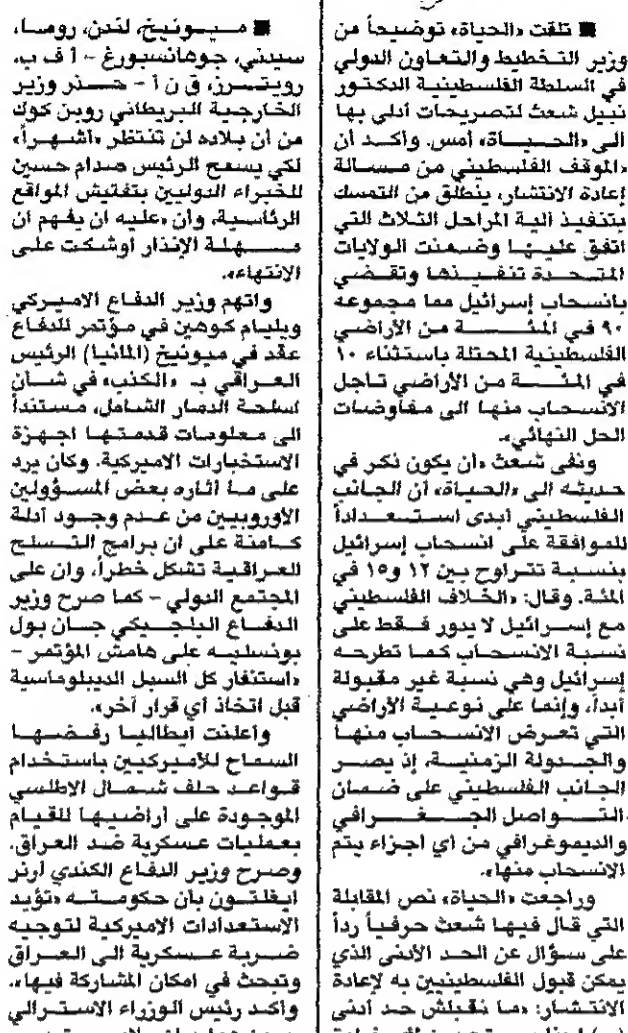 ■ تلقت «الحياة» توضيحاً من
وزير التخطيط والتعاون الدولي
في السلطة الفلسطينية الدكتور
نبيل شعث لتصريحات أدلى بها
الى «الحياة» أمس. وأكد أن
«الموقف الفلسطيني من مسألة
إعادة الانتشار، ينطلق من التمسك
بتنفيذ آلية المراحل الثلاث التي
اتفق عليها وضمنت الولايات
المتحدة تنفيذها وتقضي
بانسحاب إسرائيل مما مجموعه
٩٠ في المئة من الأراضي
الفلسطينية المحتلة باستثناء ١٠
في المئة من الأراضي تاجل
الانسحاب منها الى مفاوضات
الحل النهائي».
ونفى شعث «أن يكون ذكر في
حديثه الى «الحياة» أن الجانب
الفلسطيني أبدى استعداداً
للموافقة على انسحاب إسرائيل
بنسبة تتراوح بين ١٢ و١٥ في
المئة. وقال: «الخلاف الفلسطيني
مع إسرائيل لا يدور فقط على
نسبة الانسحاب كما تطرحه
إسرائيل وهي نسبة غير مقبولة
أبداً، وإنما على نوعية الأراضي
التي تعرض الانسحاب منها
والجدولة الزمنية، إذ يصر
الجانب الفلسطيني على ضمان
التواصل الجغرافي
والديموغرافي من أي اجزاء يتم
الانسحاب منها».
وراجعت «الحياة» نص المقابلة
التي قال فيها شعث حرفياً رداً
على سؤال عن الحد الأدنى الذي
يمكن قبول الفلسطينيين به لإعادة
الانتشار: «ما نقبلش حد أدنى
■ ميونيخ، لندن، روما،
سيدني، جوهانسبورغ - أ ف ب،
رويترز، ق ن أ - حذر وزير
الخارجية البريطاني روبن كوك
من أن بلاده لن تنتظر «أشهراً»
لكي يسمح الرئيس صدام حسين
للخبراء الدوليين بتفتيش المواقع
الرئاسية، وأن «عليه ان يفهم ان
مهلة الإنذار أوشكت على
الانتهاء».
واتهم وزير الدفاع الاميركي
ويليام كوهين في مؤتمر للدفاع
عقد في ميونيخ (المانيا) الرئيس
العراقي بـ «الكذب» في شأن
اسلحة الدمار الشامل، مستنداً
الى معلومات قدمتها اجهزة
الاستخبارات الاميركية. وكان يرد
على ما أثاره بعض المسؤولين
الأوروبيين من عدم وجود أدلة
كامنة على ان برامج التسلح
العراقية تشكل خطراً، وان على
المجتمع الدولي - كما صرح وزير
الدفاع البلجيكي جان بول
بونسليه على هامش المؤتمر -
«استنفار كل السبل الديبلوماسية
قبل اتخاذ أي قرار آخر».
وأعلنت ايطاليا رفضها
السماح للأميركيين باستخدام
قواعد حلف شمال الاطلسي
الموجودة على أراضيها للقيام
بعمليات عسكرية ضد العراق.
وصرح وزير الدفاع الكندي آرثر
ايغلتون بأن حكومته «تؤيد
الاستعدادات الاميركية لتوجيه
ضربة عسكرية الى العراق
وتبحث في امكان المشاركة فيها».
وأكد رئيس الوزراء الاسترالي